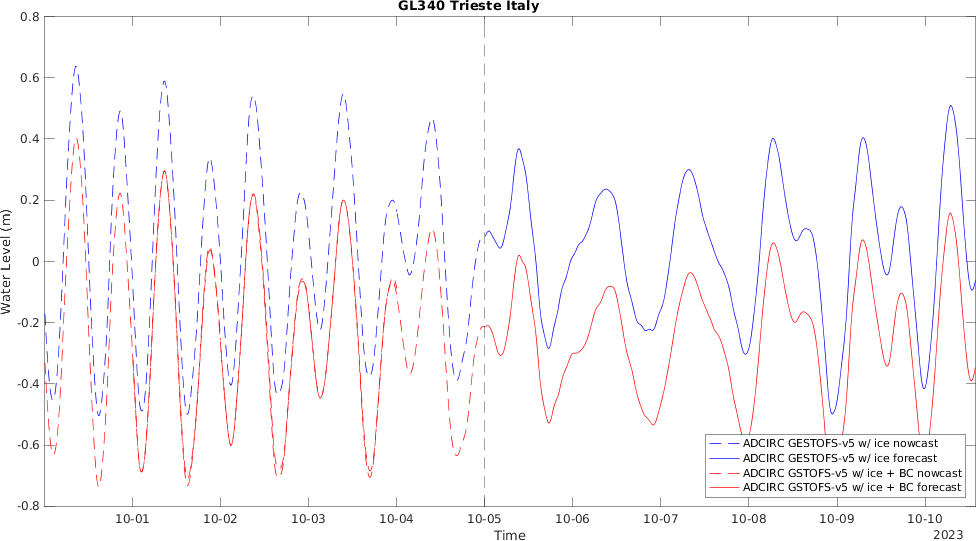 GL340 Trieste Italy
0.8
0.6
0.4
0.2
0
-0.2
-0.4
-0.6
-0.8
Water Level (m)
10-01 10-02 10-03 10-04 10-05 10-06 10-07 10-08 10-09 10-10
Time
2023
ADCIRC GESTOFS-v5 w/ ice nowcast
ADCIRC GESTOFS-v5 w/ ice forecast
ADCIRC GSTOFS-v5 w/ ice + BC nowcast
ADCIRC GSTOFS-v5 w/ ice + BC forecast